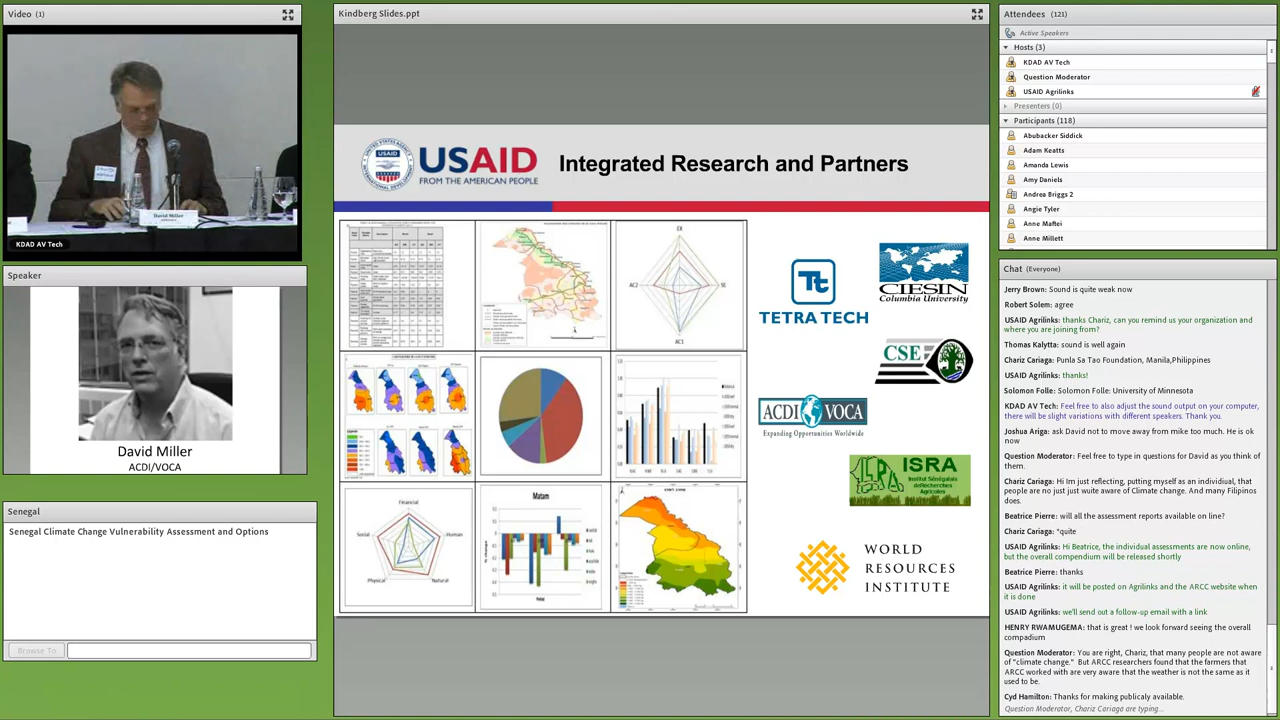 Video (1)
David Miller
KDAD AV Tech
Speaker
David Miller
ACDI/VOCA
Senegal
Senegal Climate Change Vulnerability Assessment and Options
Browse To
Kindberg Slides.ppt
USAID
FROM THE AMERICAN PEOPLE
Integrated Research and Partners
EX
AC2
SE
AC1
Financial
Social
Human
Physical
Natural
Matam
TETRA TECH
CIESIN
Columbia University
CSE
ACDI VOCA
Expanding Opportunities Worldwide
ISRA
Institut Sénégalais
deRecherches
Agricoles
WORLD
RESOURCES
INSTITUTE
Attendees (121)
Active Speakers
Hosts (3)
KDAD AV Tech
Question Moderator
USAID Agrilinks
Presenters (0)
Participants (118)
Abubacker Siddick
Adam Keatts
Amanda Lewis
Amy Daniels
Andrea Briggs 2
Angie Tyler
Anne Maftei
Anne Millett
Chat (Everyone)
Jerry Brown: Sound is quite weak now
Robert Solem: agree
USAID Agrilinks: thanks Chariz, can you remind us your organization and
where you are joining from?
Thomas Kalytta: sound is well again
Chariz Cariaga: Punla Sa Tao Foundation, Manila,Philippines
USAID Agrilinks: thanks!
Solomon Folle: Solomon Folle: University of Minnesota
KDAD AV Tech: Feel free to also adjust the sound output on your computer,
there will be slight variations with different speakers. Thank you.
Joshua Ariga: ask David not to move away from mike too much. He is ok
now
Question Moderator: Feel free to type in questions for David as you think of
them.
Chariz Cariaga: Hi Im just reflecting, putting myself as an individual, that
people are no just just wuite aware of Climate change. And many Filipinos
does.
Beatrice Pierre: will all the assessment reports available on line?
Chariz Cariaga: *quite
USAID Agrilinks: Hi Beatrice, the individual assessments are now online,
but the overall compendium will be released shortly
Beatrice Pierre: thanks
USAID Agrilinks: it will be posted on Agrilinks and the ARCC website when
it is done
USAID Agrilinks: we'll send out a follow-up email with a link
HENRY RWAMUGEMA: that is great ! we look forward seeing the overall
compadium
Question Moderator: You are right, Chariz, that many people are not aware
of "climate change." But ARCC researchers found that the farmers that
ARCC worked with are very aware that the weather is not the same as it
used to be.
Cyd Hamilton: Thanks for making publicaly available.
Question Moderator, Chariz Cariaga are typing...